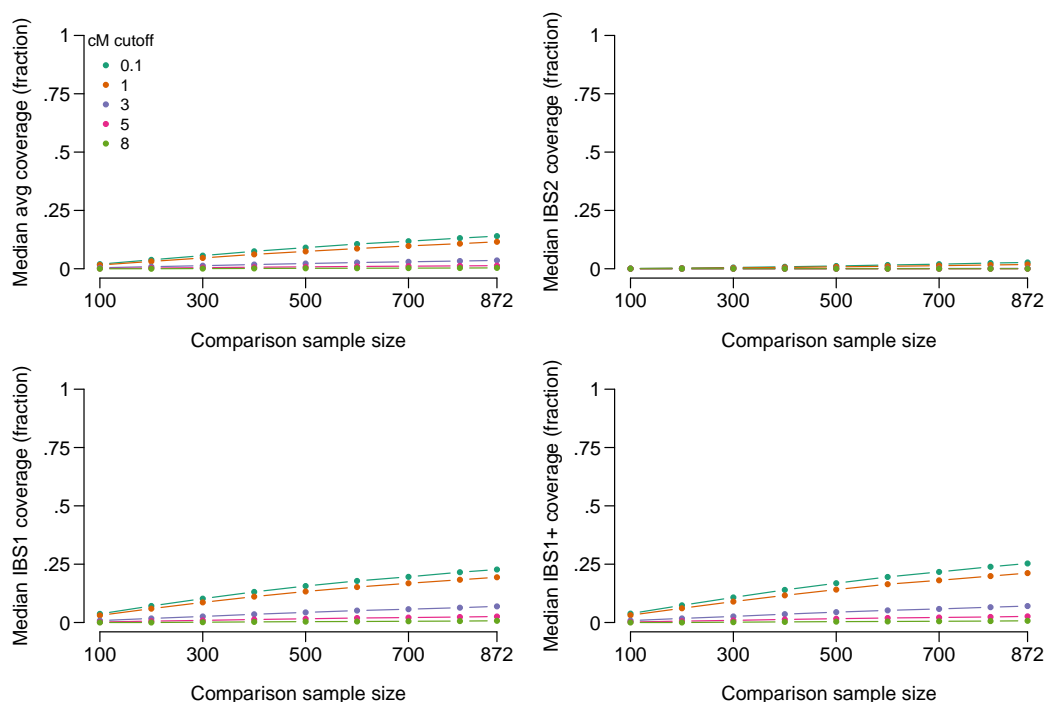 Median avg coverage (fraction)
1
.75
.5
.25
0
cM cutoff
0.1
1
3
5
8
100 300 500 700 872
Comparison sample size
Median IBS2 coverage (fraction)
1
.75
.5
.25
0
100 300 500 700 872
Comparison sample size
Median IBS1 coverage (fraction)
1
.75
.5
.25
0
100 300 500 700 872
Comparison sample size
Median IBS1+ coverage (fraction)
1
.75
.5
.25
0
100 300 500 700 872
Comparison sample size